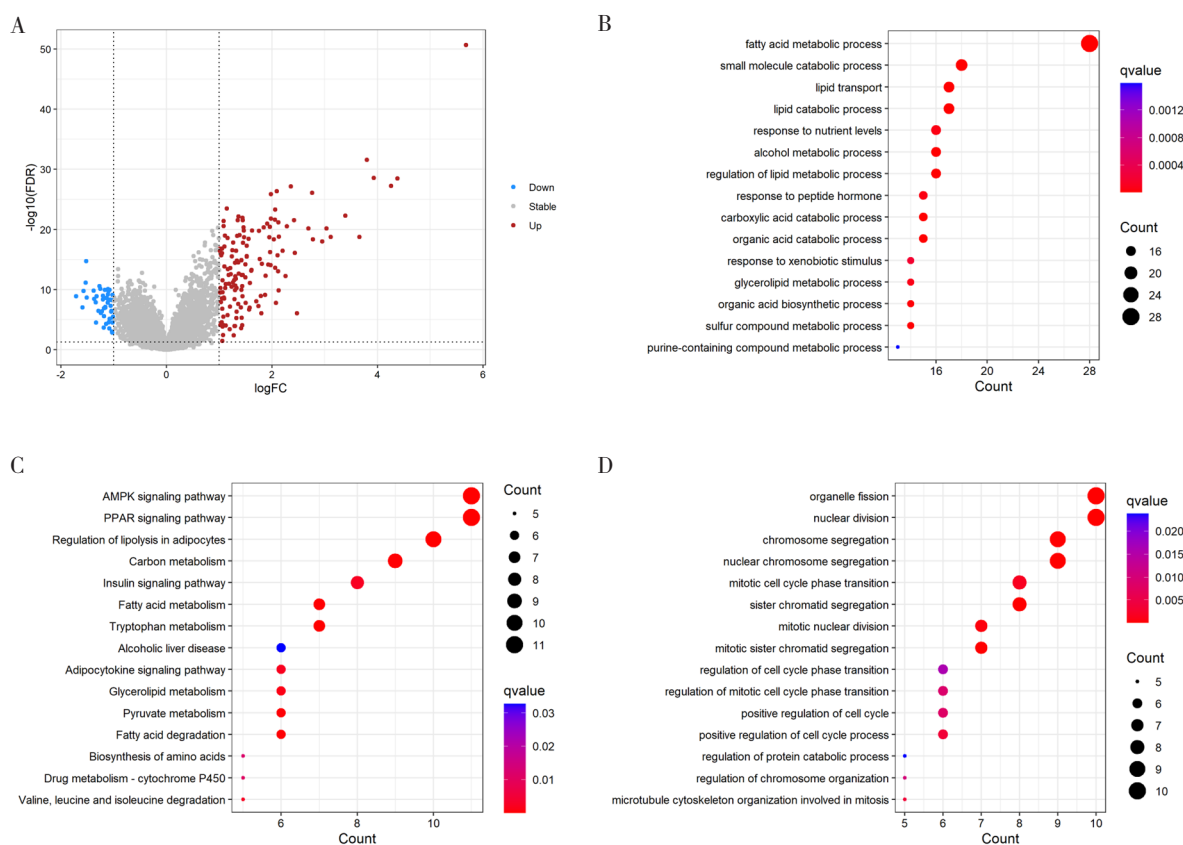 A
50
40
30
20
10
0
-log10(FDR)
-2
0
2
4
6
logFC
Down
Stable
Up
B
fatty acid metabolic process
small molecule catabolic process
lipid transport
lipid catabolic process
response to nutrient levels
alcohol metabolic process
regulation of lipid metabolic process
response to peptide hormone
carboxylic acid catabolic process
organic acid catabolic process
response to xenobiotic stimulus
glycerolipid metabolic process
organic acid biosynthetic process
sulfur compound metabolic process
purine-containing compound metabolic process
16
20
24
28
Count
qvalue
0.0012
0.0008
0.0004
Count
16
20
24
28
C
AMPK signaling pathway
PPAR signaling pathway
Regulation of lipolysis in adipocytes
Carbon metabolism
Insulin signaling pathway
Fatty acid metabolism
Tryptophan metabolism
Alcoholic liver disease
Adipocytokine signaling pathway
Glycerolipid metabolism
Pyruvate metabolism
Fatty acid degradation
Biosynthesis of amino acids
Drug metabolism - cytochrome P450
Valine, leucine and isoleucine degradation
6
8
10
Count
Count
5
6
7
8
9
10
11
qvalue
0.03
0.02
0.01
D
organelle fission
nuclear division
chromosome segregation
nuclear chromosome segregation
mitotic cell cycle phase transition
sister chromatid segregation
mitotic nuclear division
mitotic sister chromatid segregation
regulation of cell cycle phase transition
regulation of mitotic cell cycle phase transition
positive regulation of cell cycle
positive regulation of cell cycle process
regulation of protein catabolic process
regulation of chromosome organization
microtubule cytoskeleton organization involved in mitosis
5
6
7
8
9
10
Count
qvalue
0.020
0.015
0.010
0.005
Count
5
6
7
8
9
10